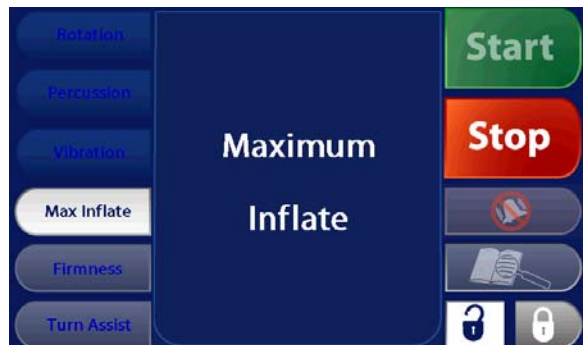 Rotation
Percussion
Vibration
Max Inflate
Firmness
Turn Assist
Maximum
Inflate
Start
Stop